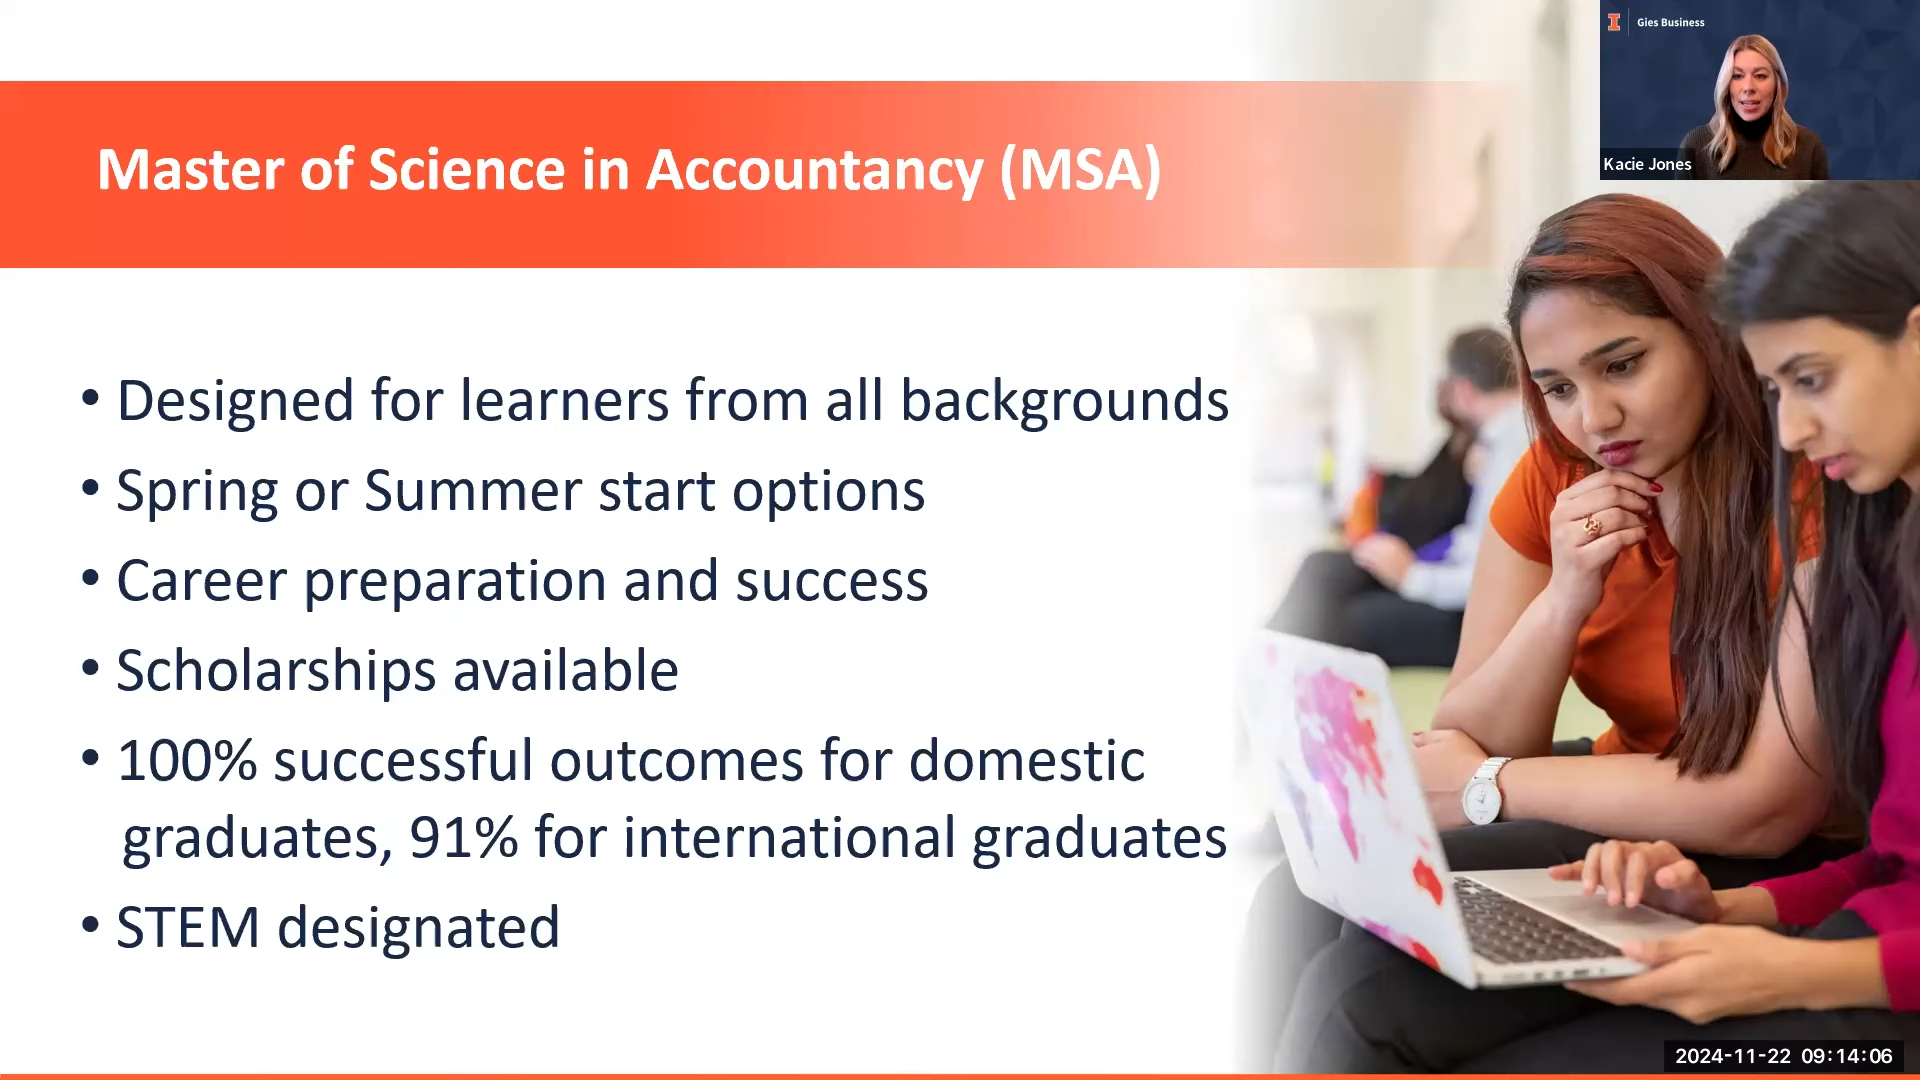 Gies Business
Kacie Jones
Master of Science in Accountancy (MSA)
• Designed for learners from all backgrounds
• Spring or Summer start options
• Career preparation and success
• Scholarships available
• 100% successful outcomes for domestic
graduates, 91% for international graduates
• STEM designated
2024-11-22 09:14:06